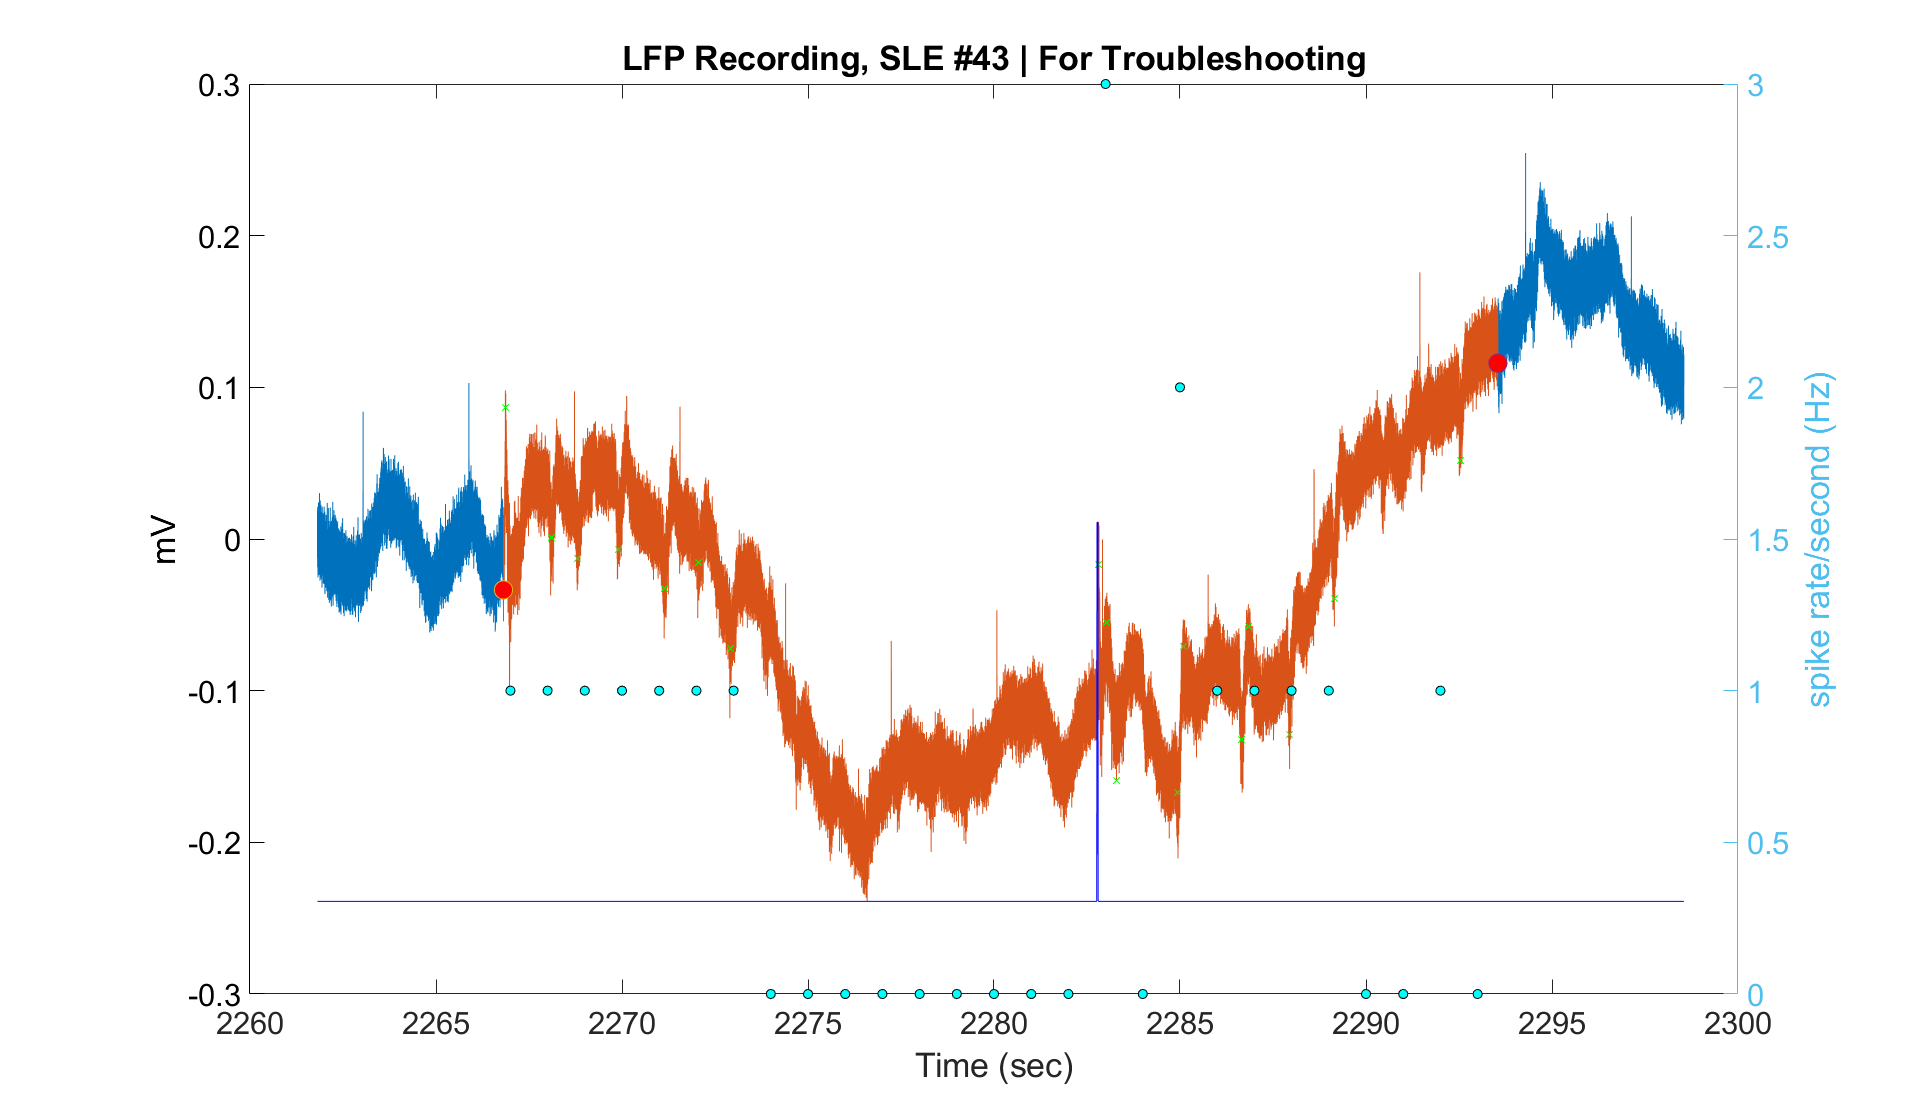 LFP Recording, SLE #43 | For Troubleshooting
0.3
0.2
0.1
0
-0.1
-0.2
-0.3
mV
3
2.5
2
1.5
1
0.5
0
spike rate/second (Hz)
2260 2265 2270 2275 2280 2285 2290 2295 2300
Time (sec)